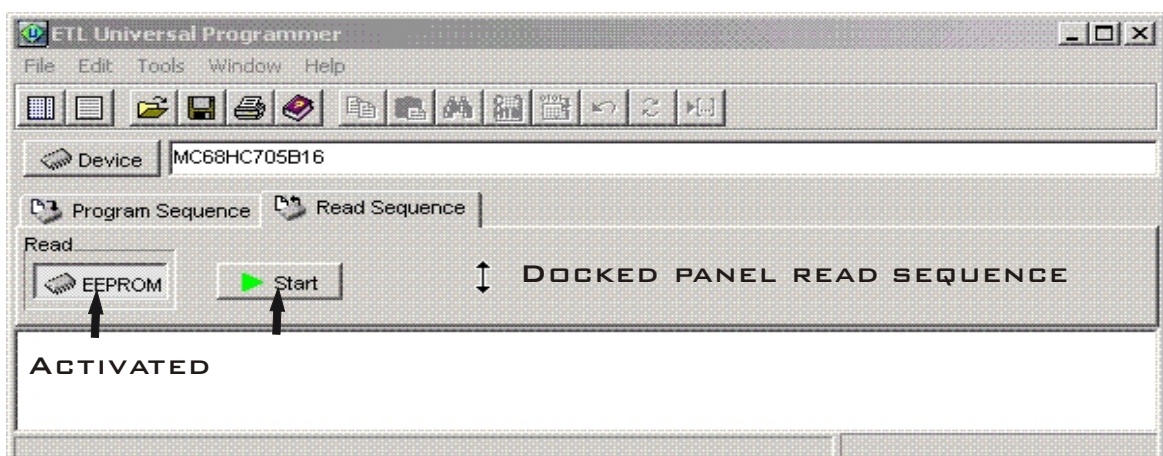 ETL Universal Programmer
File Edit Tools Window Help
Device MC68HC705B16
Program Sequence Read Sequence
Read
EEPROM Start DOCKED PANEL READ SEQUENCE
ACTIVATED